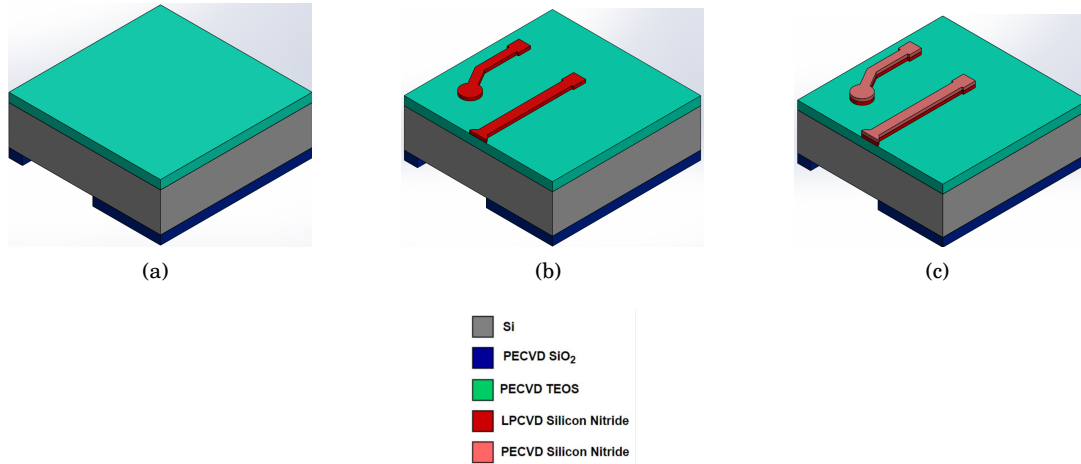 (a)
(b)
(c)
Si
PECVD SiO₂
PECVD TEOS
LPCVD Silicon Nitride
PECVD Silicon Nitride